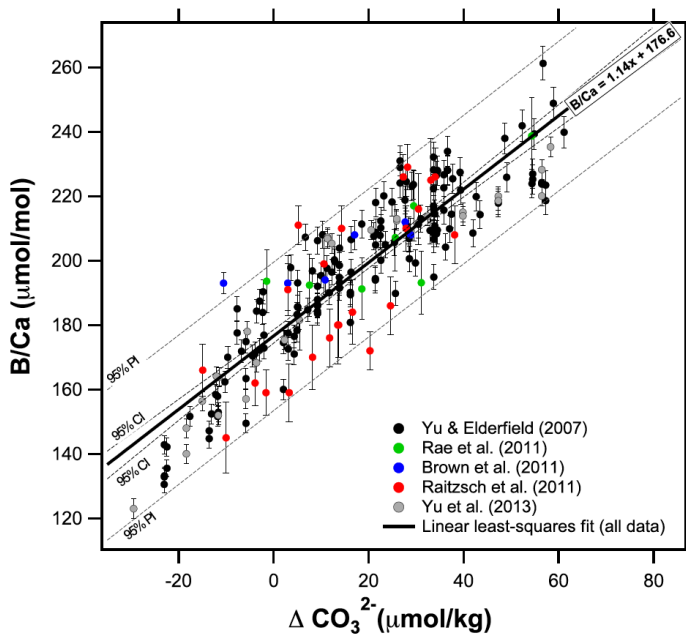 260
240
220
200
180
160
140
120
B/Ca (μmol/mol)
B/Ca = 1.14x + 176.6
95% PI
95% CI
95% CI
95% PI
Yu & Elderfield (2007)
Rae et al. (2011)
Brown et al. (2011)
Raitzsch et al. (2011)
Yu et al. (2013)
Linear least-squares fit (all data)
-20 0 20 40 60 80
Δ CO₃²⁻(μmol/kg)